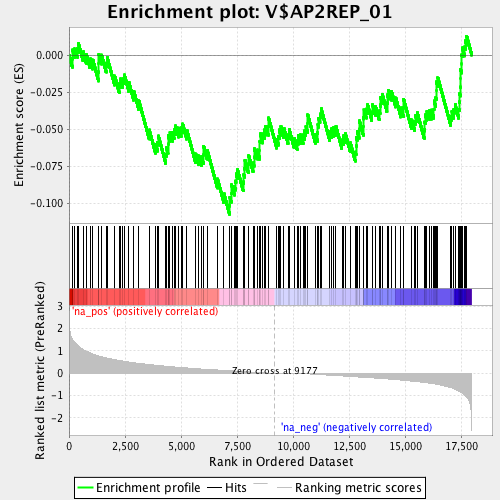 Enrichment plot: V$AP2REP_01
Enrichment score (ES)
0.000
-0.025
-0.050
-0.075
-0.100
'na_pos' (positively correlated)
Ranked list metric (PreRanked)
3
2
1
0
-1
-2
Zero cross at 9177
'na_neg' (negatively correlated)
0
2,500
5,000
7,500
10,000
12,500
15,000
17,500
Rank in Ordered Dataset
Enrichment profile
Hits
Ranking metric scores